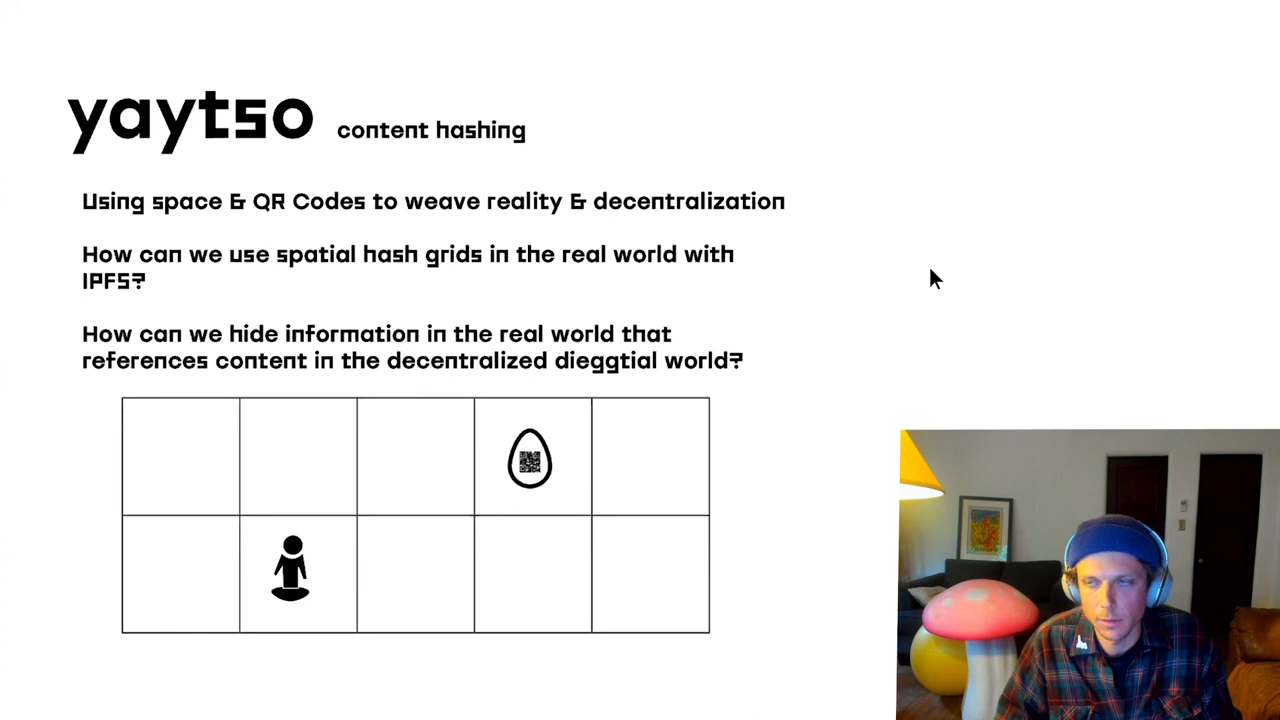 yaytso content hashing
Using space & QR Codes to weave reality & decentralization
How can we use spatial hash grids in the real world with
IPFS?
How can we hide information in the real world that
references content in the decentralized dieggtial world?